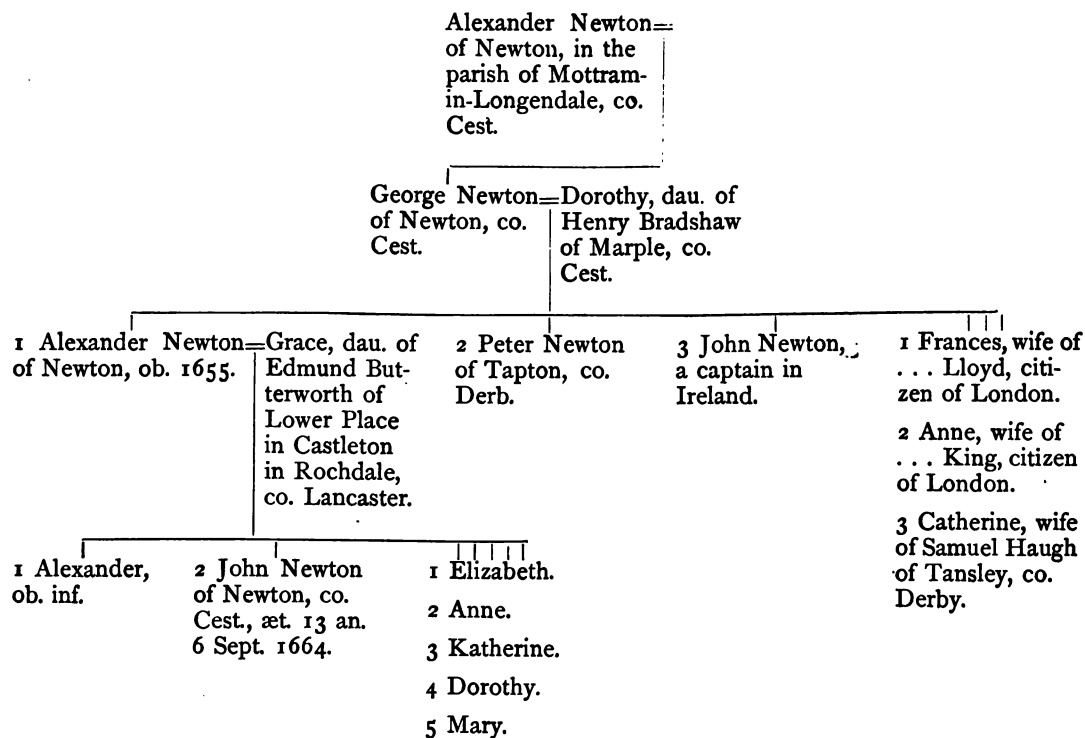 Alexander Newton=
of Newton, in the
parish of Mottram-
in-Longendale, co.
Cest.
George Newton=Dorothy, dau. of
of Newton, co.
Cest.
Henry Bradshaw
of Marple, co.
Cest.
1 Alexander Newton=Grace, dau. of
of Newton, ob. 1655.
Edmund But-
terworth of
Lower Place
in Castleton
in Rochdale,
co. Lancaster.
2 Peter Newton
of Tapton, co.
Derb.
3 John Newton,
a captain in
Ireland.
1 Frances, wife of
... Lloyd, citi-
zen of London.
2 Anne, wife of
... King, citizen
of London.
3 Catherine, wife
of Samuel Haugh
of Tansley, co.
Derby.
1 Alexander,
ob. inf.
2 John Newton
of Newton, co.
Cest., æt. 13 an.
6 Sept. 1664.
1 Elizabeth.
2 Anne.
3 Katherine.
4 Dorothy.
5 Mary.